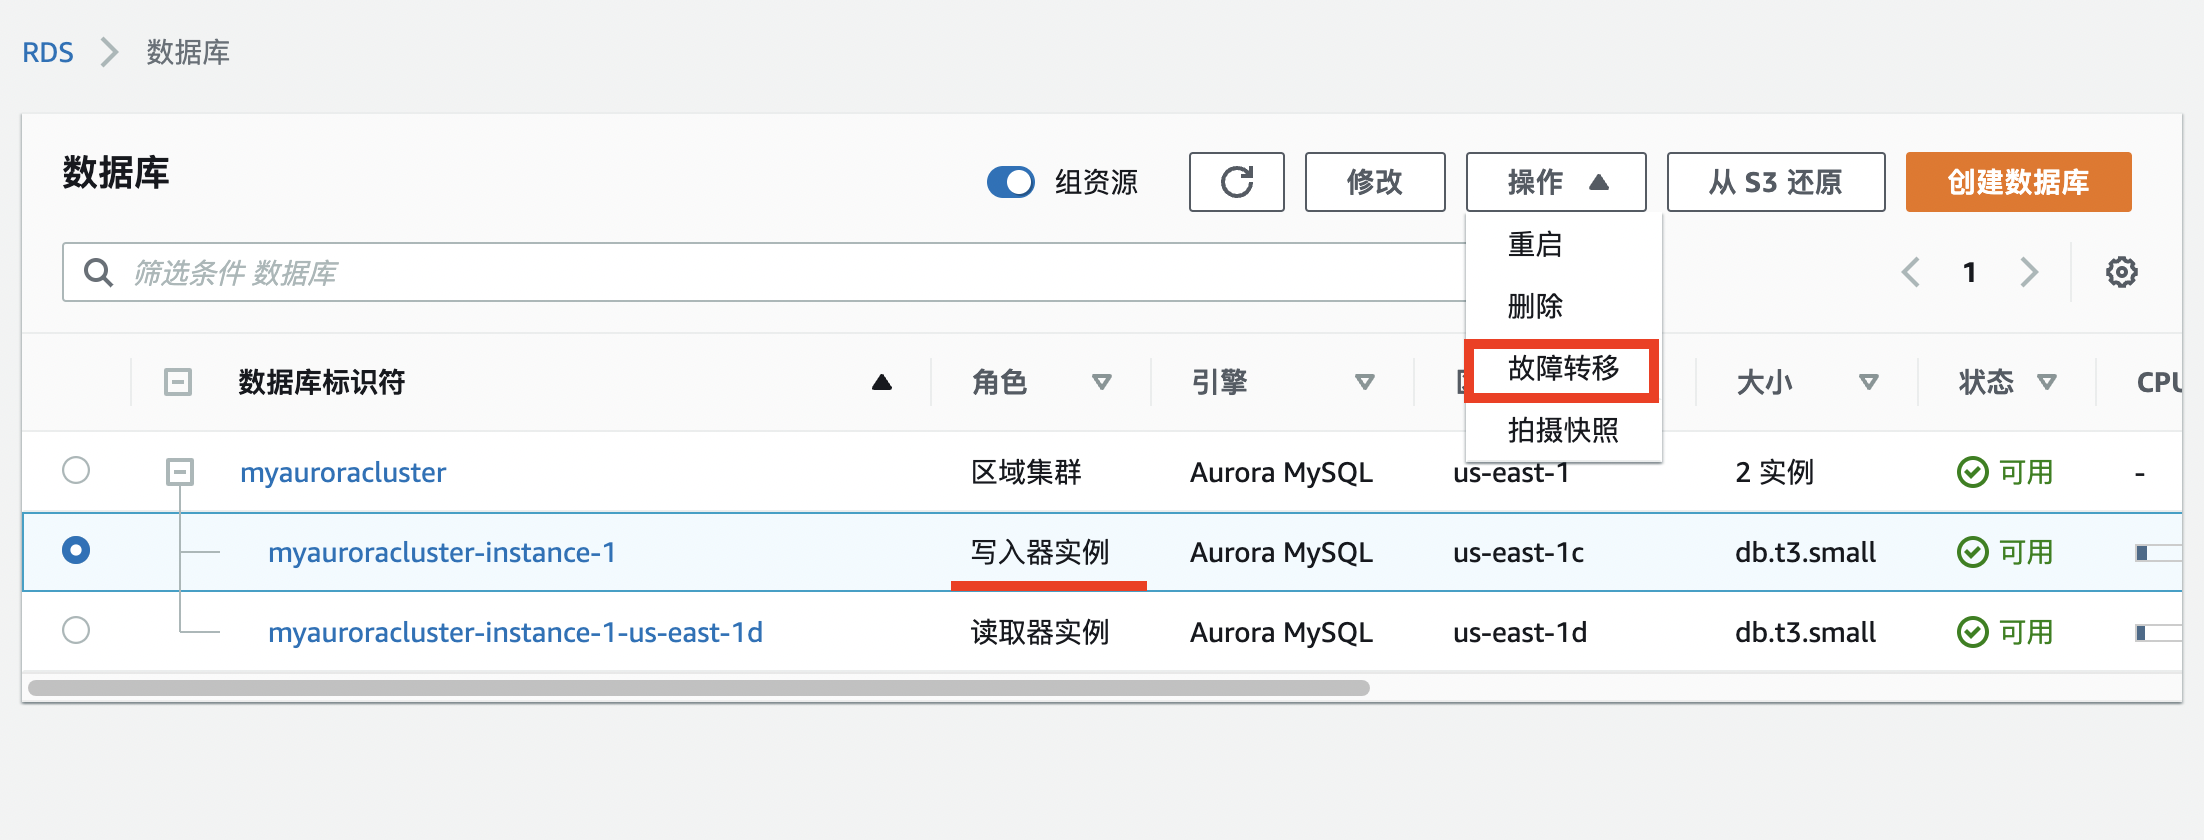 RDS 数据库
数据库 组资源 修改 操作 从 S3 还原 创建数据库
重启
筛选条件 数据库 1
删除
故障转移
数据库标识符 角色 引擎 大小 状态 CPU
拍摄快照
myauroracluster 区域集群 Aurora MySQL us-east-1 2 实例 可用 -
myauroracluster-instance-1 写入器实例 Aurora MySQL us-east-1c db.t3.small 可用
myauroracluster-instance-1-us-east-1d 读取器实例 Aurora MySQL us-east-1d db.t3.small 可用